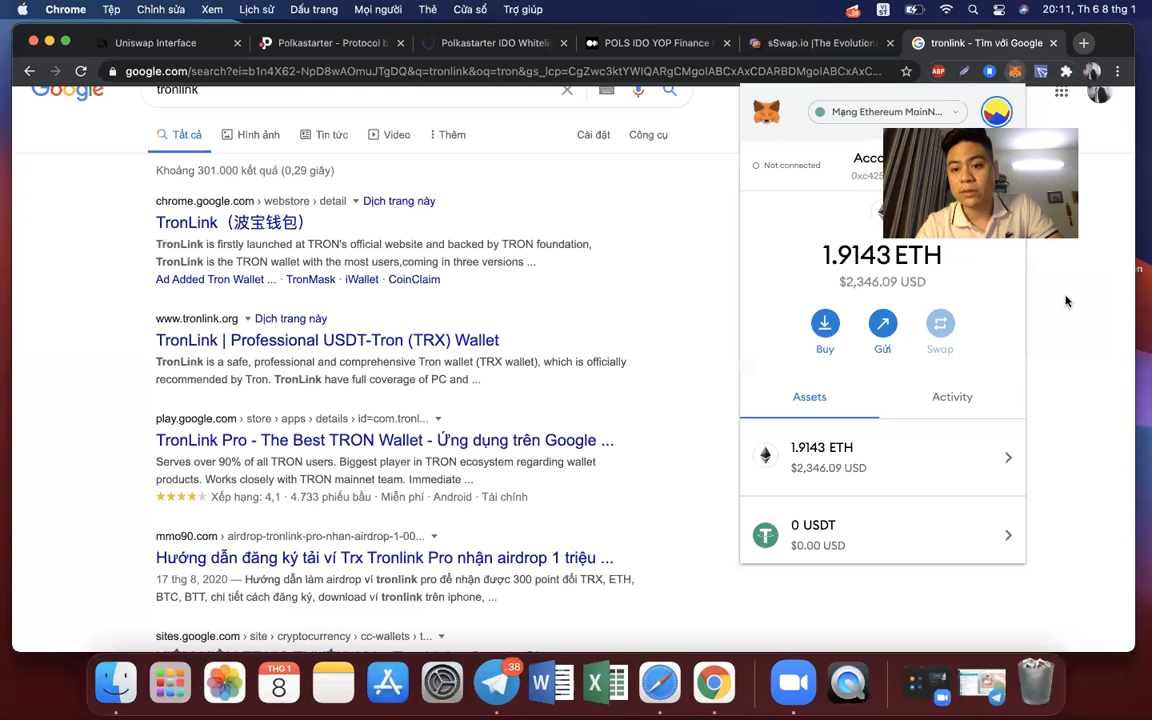 Chrome Tệp Chỉnh sửa Xem Lịch sử Dấu trang Mọi người Thẻ Cửa sổ Trợ giúp
20:11, Th 6 8 thg 1
Uniswap Interface
Polkastarter - Protocol b
Polkastarter IDO Whiteli
POLS IDO YOP Finance
sSwap.io |The Evolution
tronlink - Tìm với Google
google.com/search?ei=b1n4X62-NpD8wAOmuJTgDQ&q=tronlink&oq=tron&gs_lcp=CgZwc3ktYWIQARgCMgoIABCxAxCDARBDMgoIABCxAxC...
ABP
Google
tronlink
Tất cả
Hình ảnh
Tin tức
Video
Thêm
Cài đặt
Công cụ
Khoảng 301.000 kết quả (0,29 giây)
chrome.google.com › webstore › detail Dịch trang này
TronLink（波宝钱包）
TronLink is firstly launched at TRON's official website and backed by TRON foundation,
TronLink is the TRON wallet with the most users,coming in three versions ...
Ad Added Tron Wallet ... · TronMask · iWallet · CoinClaim
www.tronlink.org Dịch trang này
TronLink | Professional USDT-Tron (TRX) Wallet
TronLink is a safe, professional and comprehensive Tron wallet (TRX wallet), which is officially
recommended by Tron. TronLink have full coverage of PC and ...
play.google.com › store › apps › details › id=com.tronl...
TronLink Pro - The Best TRON Wallet - Ứng dụng trên Google ...
Serves over 90% of all TRON users. Biggest player in TRON ecosystem regarding wallet
products. Works closely with TRON mainnet team. Immediate ...
Xếp hạng: 4,1 · 4.733 phiếu bầu · Miễn phí · Android · Tài chính
mmo90.com › airdrop-tronlink-pro-nhan-airdrop-1-00...
Hướng dẫn đăng ký tải ví Trx Tronlink Pro nhận airdrop 1 triệu ...
17 thg 8, 2020 — Hướng dẫn làm airdrop ví tronlink pro để nhận được 300 point đổi TRX, ETH,
BTC, BTT, chi tiết cách đăng ký, download ví tronlink trên iphone, ...
sites.google.com › site › cryptocurrency › cc-wallets › t...
Mạng Ethereum MainN...
Not connected
Acco
0xc425
1.9143 ETH
$2,346.09 USD
Buy
Gửi
Swap
Assets
Activity
1.9143 ETH
$2,346.09 USD
0 USDT
$0.00 USD
THG 1
8
38